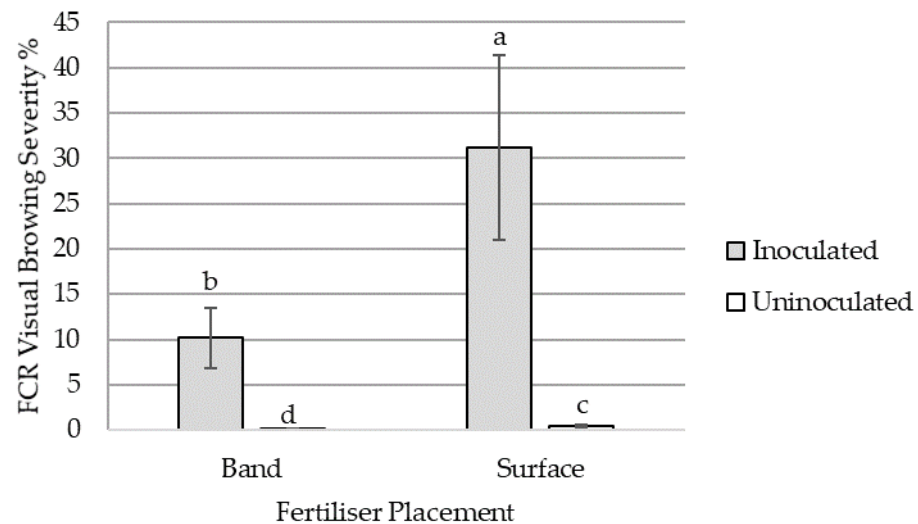 FCR Visual Browing Severity %
45
40
35
30
25
20
15
10
5
0
a
b
c
d
Band
Surface
Fertiliser Placement
Inoculated
Uninoculated